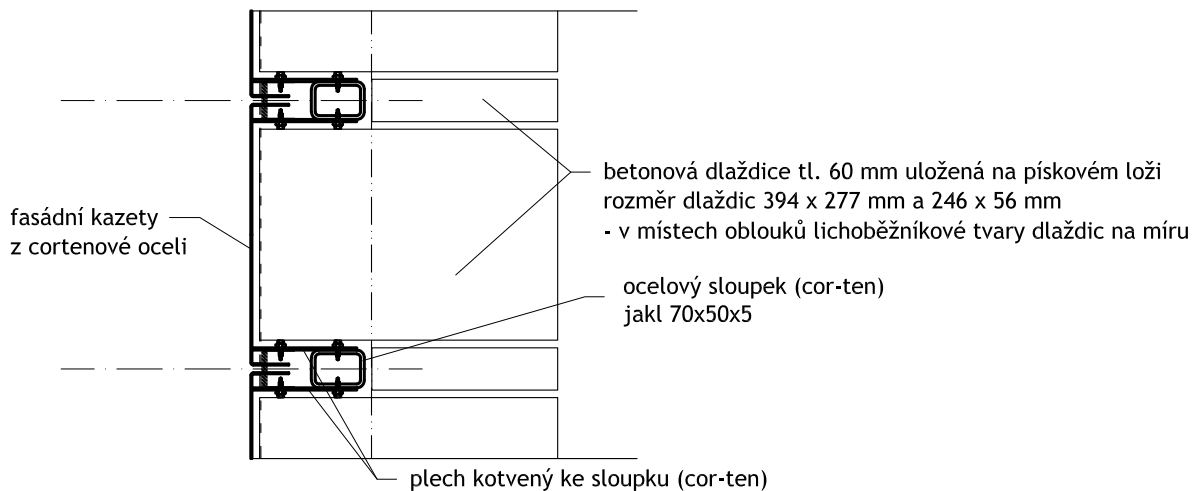 betonová dlaždice tl. 60 mm uložená na pískovém loži
rozměr dlaždic 394 x 277 mm a 246 x 56 mm
- v místech oblouků lichoběžníkové tvary dlaždic na míru
fasádní kazety
z cortenové oceli
ocelový sloupek (cor-ten)
jakl 70x50x5
plech kotvený ke sloupku (cor-ten)